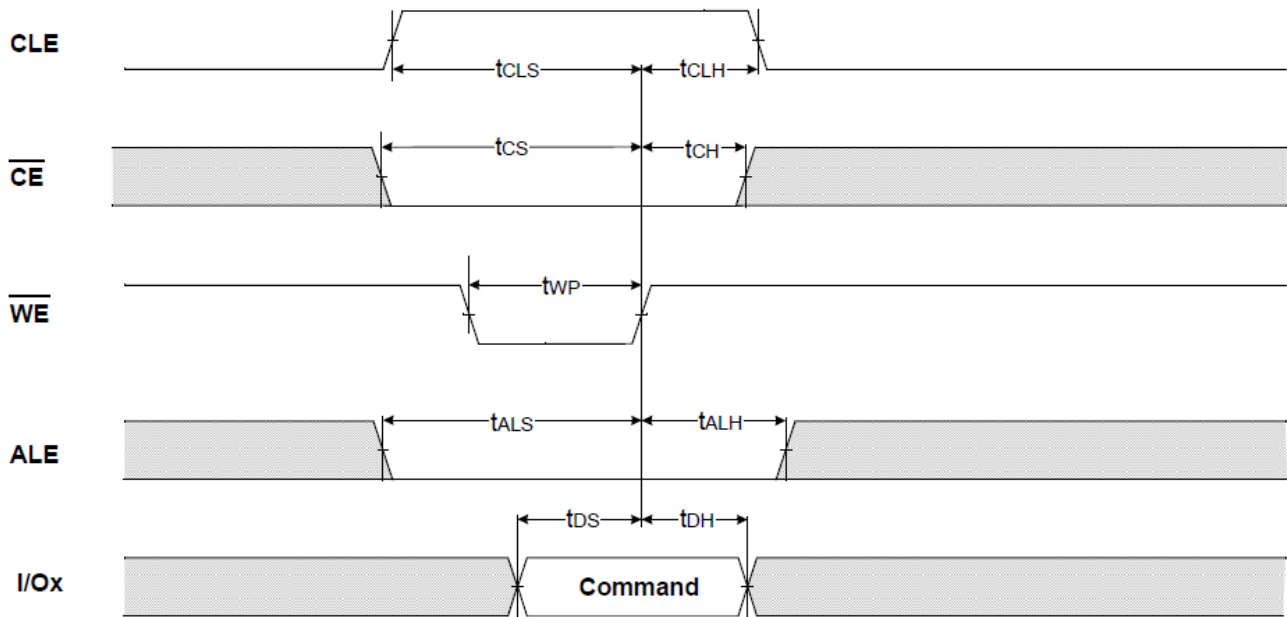 CLE
tCLS
tCLH
CE
tCS
tCH
WE
tWP
ALE
tALS
tALH
I/Ox
tDS
tDH
Command